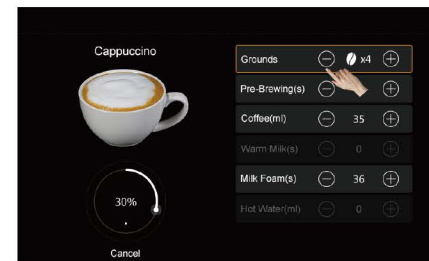 Cappuccino
Grounds x4
Pre-Brewing(s)
Coffee(ml) 35
Warm Milk(s) 0
Milk Foam(s) 36
Hot Water(ml) 0
30%
Cancel